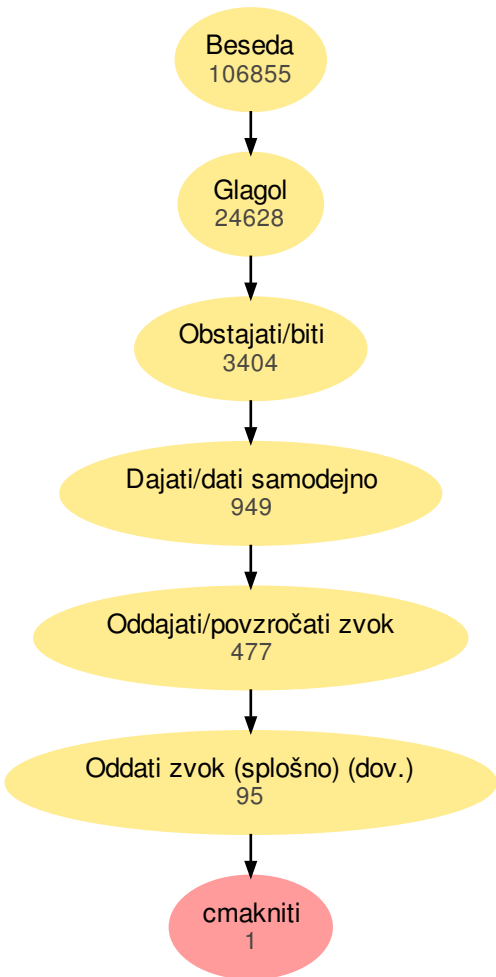 Beseda
106855
Glagol
24628
Obstajati/biti
3404
Dajati/dati samodejno
949
Oddajati/povzročati zvok
477
Oddati zvok (splošno) (dov.)
95
cmakniti
1